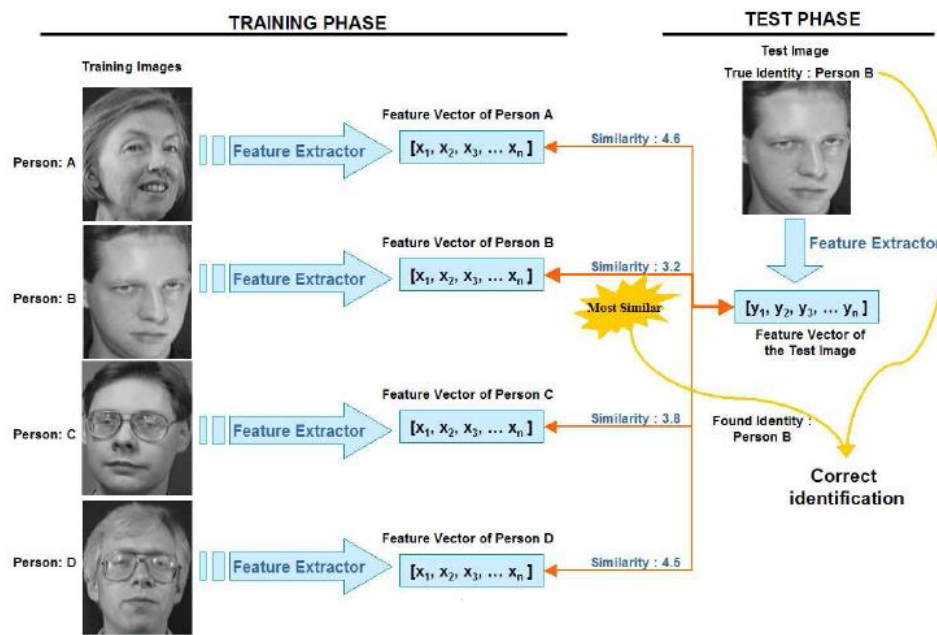 TRAINING PHASE
TEST PHASE
Training Images
Test Image
True Identity : Person B
Person: A
Feature Extractor
Feature Vector of Person A
[x₁, x₂, x₃, ... xₙ ]
Similarity : 4.6
Feature Extractor
Person: B
Feature Extractor
Feature Vector of Person B
[x₁, x₂, x₃, ... xₙ ]
Similarity : 3.2
Most Similar
[y₁, y₂, y₃, ... yₙ ]
Feature Vector of
the Test Image
Person: C
Feature Extractor
Feature Vector of Person C
[x₁, x₂, x₃, ... xₙ ]
Similarity : 3.8
Found Identity :
Person B
Correct
identification
Person: D
Feature Extractor
Feature Vector of Person D
[x₁, x₂, x₃, ... xₙ ]
Similarity : 4.5